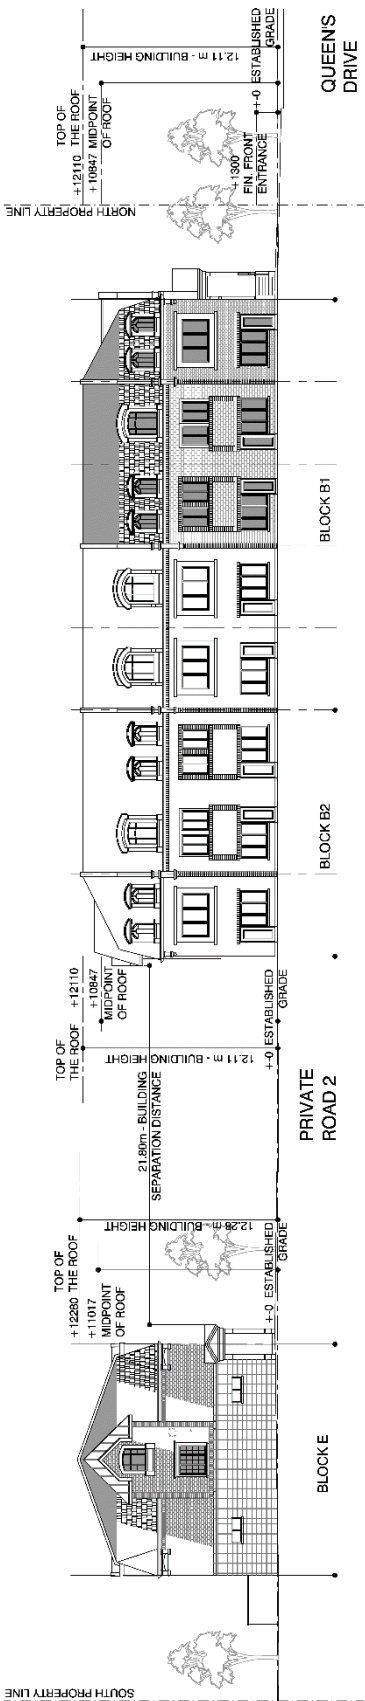 SOUTH PROPERTY LINE
BLOCK E
TOP OF
+12280 THE ROOF
+11017
MIDPOINT
OF ROOF
12.28 m - BUILDING HEIGHT
+-0 ESTABLISHED
GRADE
21.80m - BUILDING
SEPARATION DISTANCE
PRIVATE
ROAD 2
TOP OF
THE ROOF +12110
+10847
MIDPOINT
OF ROOF
12.11 m - BUILDING HEIGHT
+-0 ESTABLISHED
GRADE
BLOCK B2
BLOCK B1
NORTH PROPERTY LINE
TOP OF
+12110 THE ROOF
+10847 MIDPOINT
OF ROOF
12.11 m - BUILDING HEIGHT
+1300
FIN. FRONT
ENTRANCE
+-0 ESTABLISHED
GRADE
QUEEN'S
DRIVE